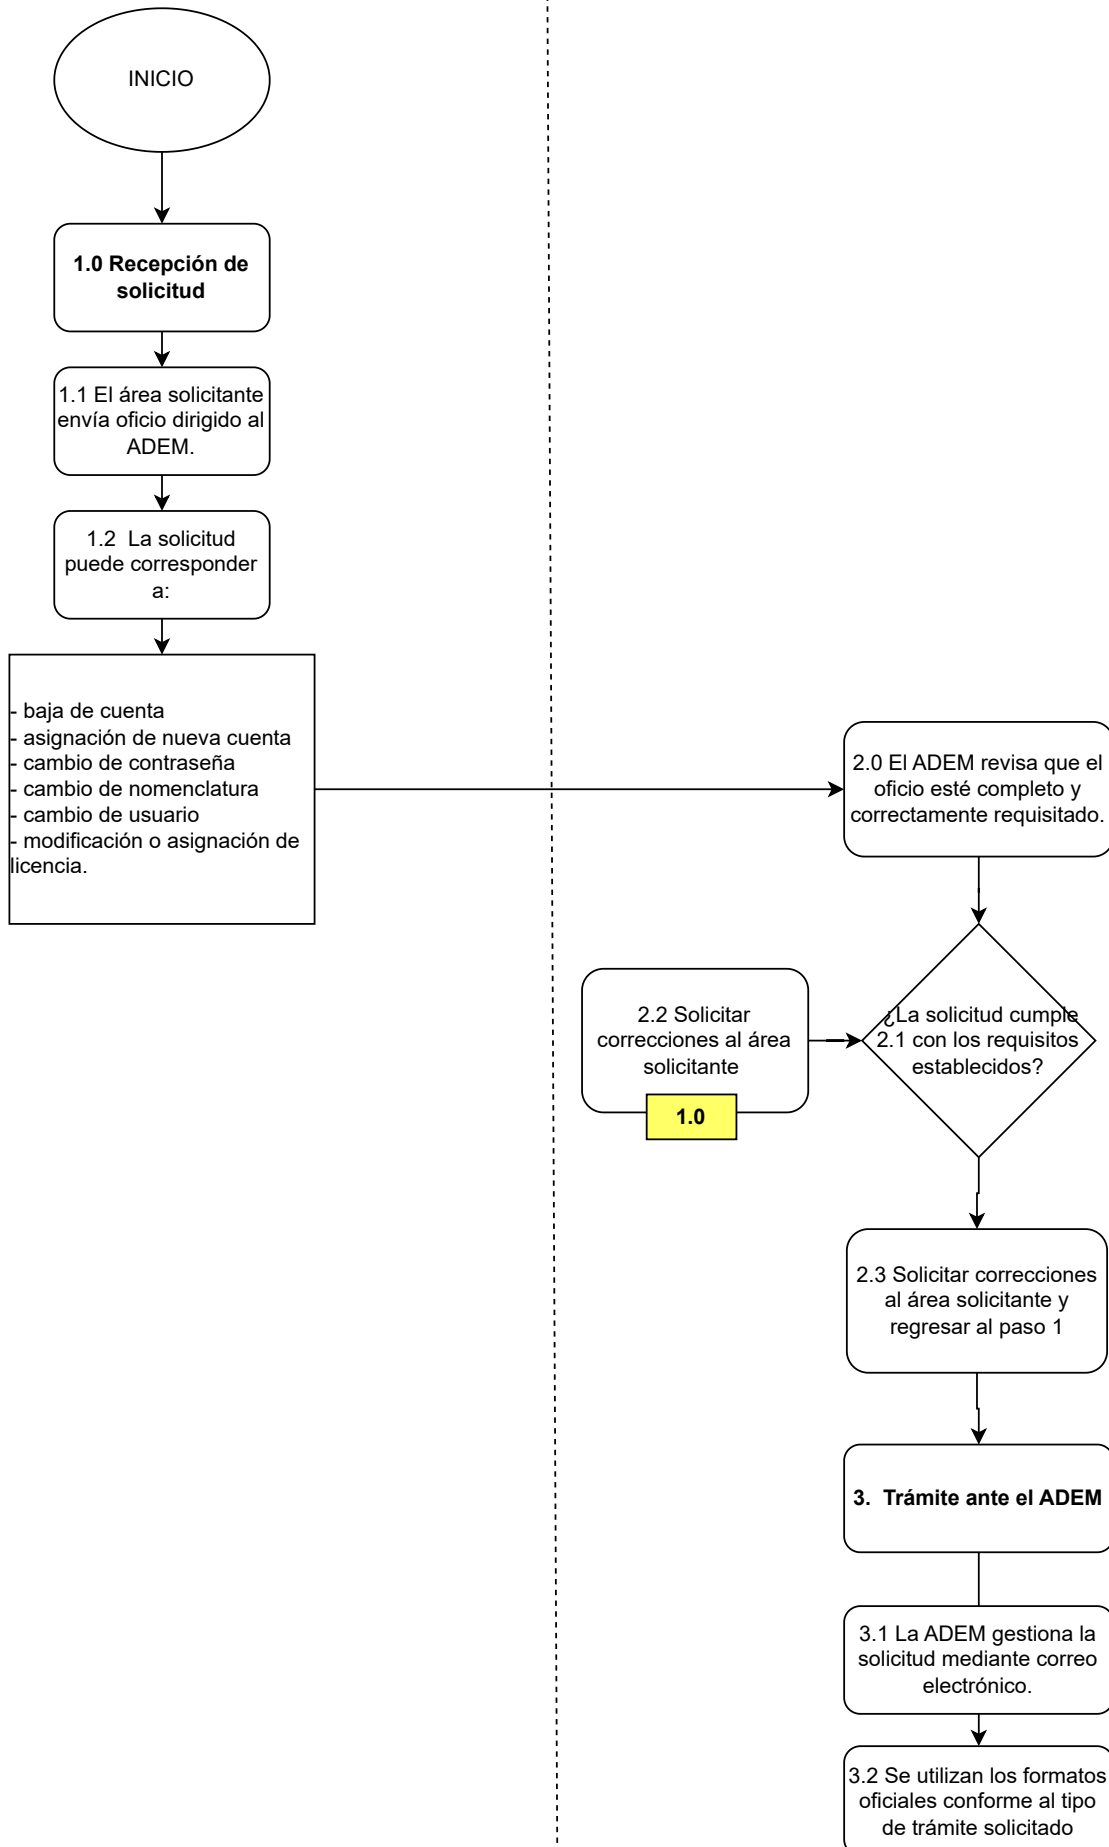 INICIO
1.0 Recepción de
solicitud
1.1 El área solicitante
envía oficio dirigido al
ADEM.
1.2 La solicitud
puede corresponder
a:
- baja de cuenta
- asignación de nueva cuenta
- cambio de contraseña
- cambio de nomenclatura
- cambio de usuario
- modificación o asignación de
licencia.
2.0 El ADEM revisa que el
oficio esté completo y
correctamente requisitado.
¿La solicitud cumple
2.1 con los requisitos
establecidos?
2.2 Solicitar
correcciones al área
solicitante
1.0
2.3 Solicitar correcciones
al área solicitante y
regresar al paso 1
3. Trámite ante el ADEM
3.1 La ADEM gestiona la
solicitud mediante correo
electrónico.
3.2 Se utilizan los formatos
oficiales conforme al tipo
de trámite solicitado